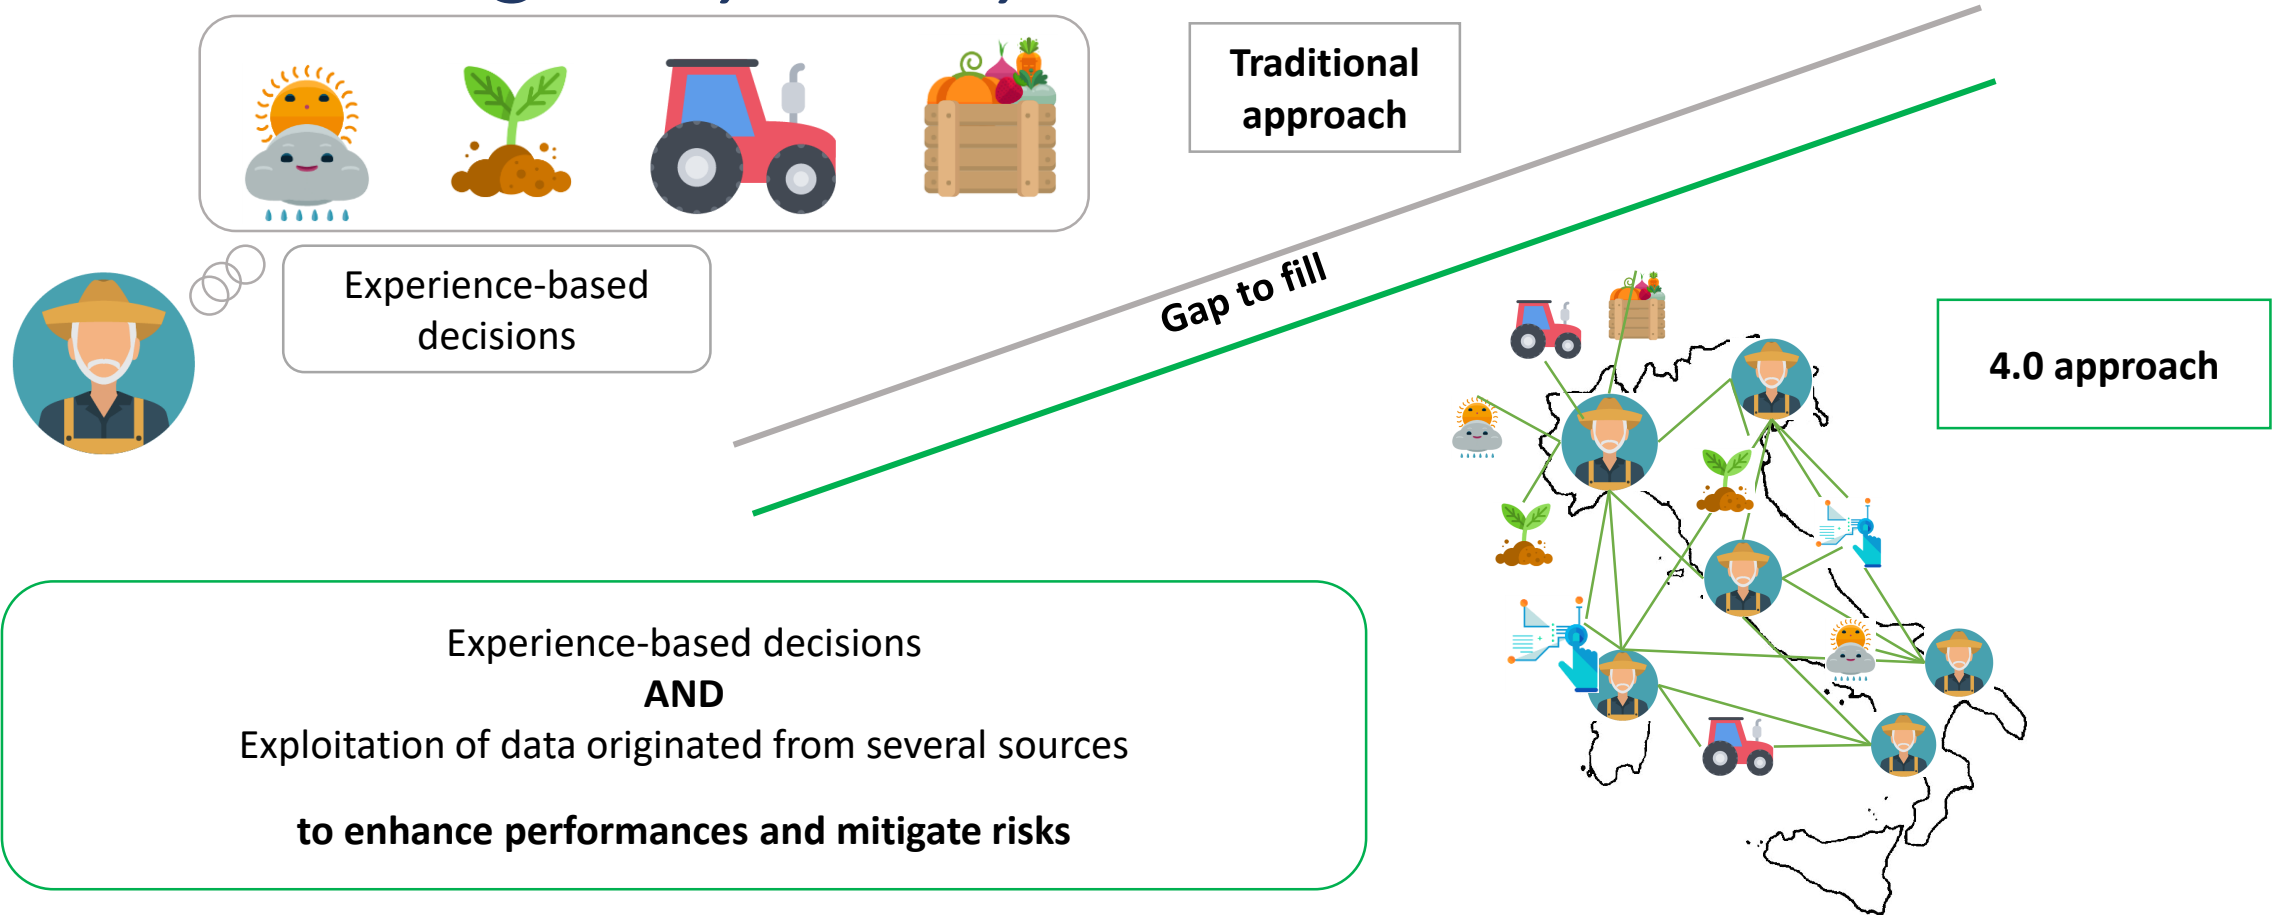 Traditional
approach
Experience-based
decisions
Gap to fill
4.0 approach
Experience-based decisions
AND
Exploitation of data originated from several sources
to enhance performances and mitigate risks